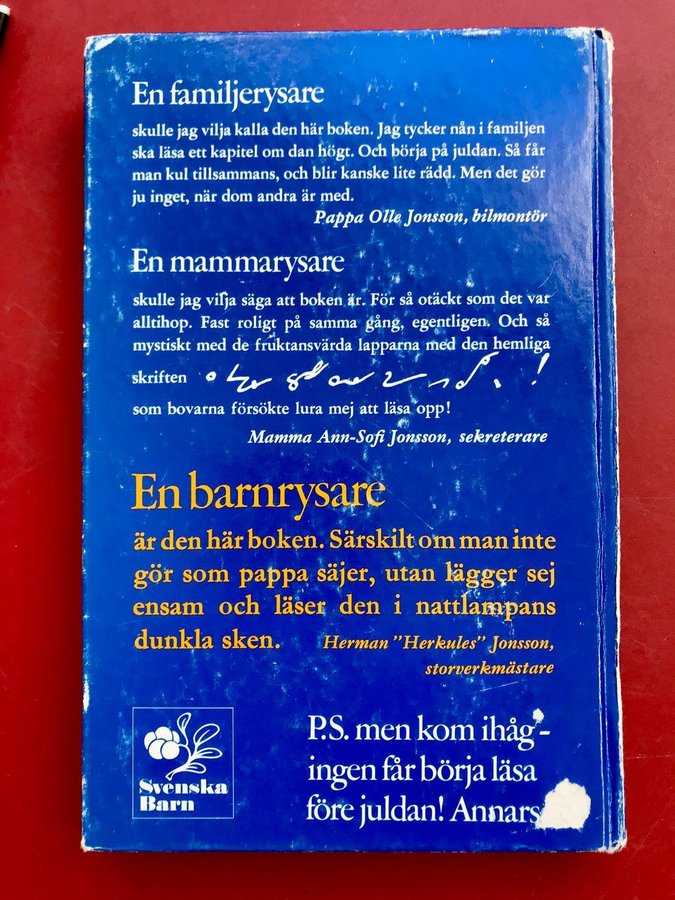 En familjerysare
skulle jag vilja kalla den här boken. Jag tycker nån i familjen
ska läsa ett kapitel om dan högt. Och börja på juldan. Så får
man kul tillsammans, och blir kanske lite rädd. Men det gör
ju inget, när dom andra är med.
Pappa Olle Jonsson, bilmontör
En mammarysare
skulle jag vilja säga att boken är. För så otäckt som det var
alltihop. Fast roligt på samma gång, egentligen. Och så
mystiskt med de fruktansvärda lapparna med den hemliga
skriften !
som bovarna försökte lura mej att läsa opp!
Mamma Ann-Sofi Jonsson, sekreterare
En barnrysare
är den här boken. Särskilt om man inte
gör som pappa säjer, utan lägger sej
ensam och läser den i nattlampans
dunkla sken. Herman "Herkules" Jonsson,
storverkmästare
Svenska
Barn
P.S. men kom ihåg -
ingen får börja läsa
före juldan! Annars